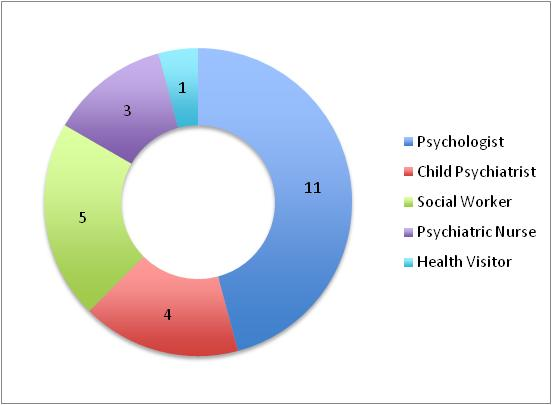 1
3
11
5
4
Psychologist
Child Psychiatrist
Social Worker
Psychiatric Nurse
Health Visitor